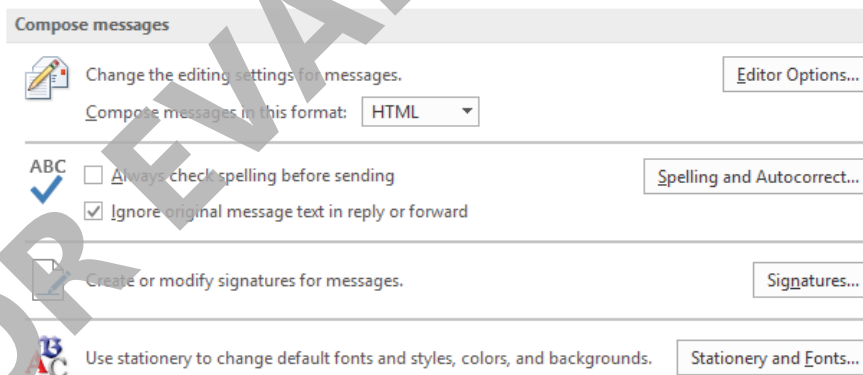 Compose messages
Change the editing settings for messages.
Editor Options...
Compose messages in this format: HTML
ABC
Always check spelling before sending
Spelling and Autocorrect...
Ignore original message text in reply or forward
Create or modify signatures for messages.
Signatures...
Use stationery to change default fonts and styles, colors, and backgrounds.
Stationery and Fonts...